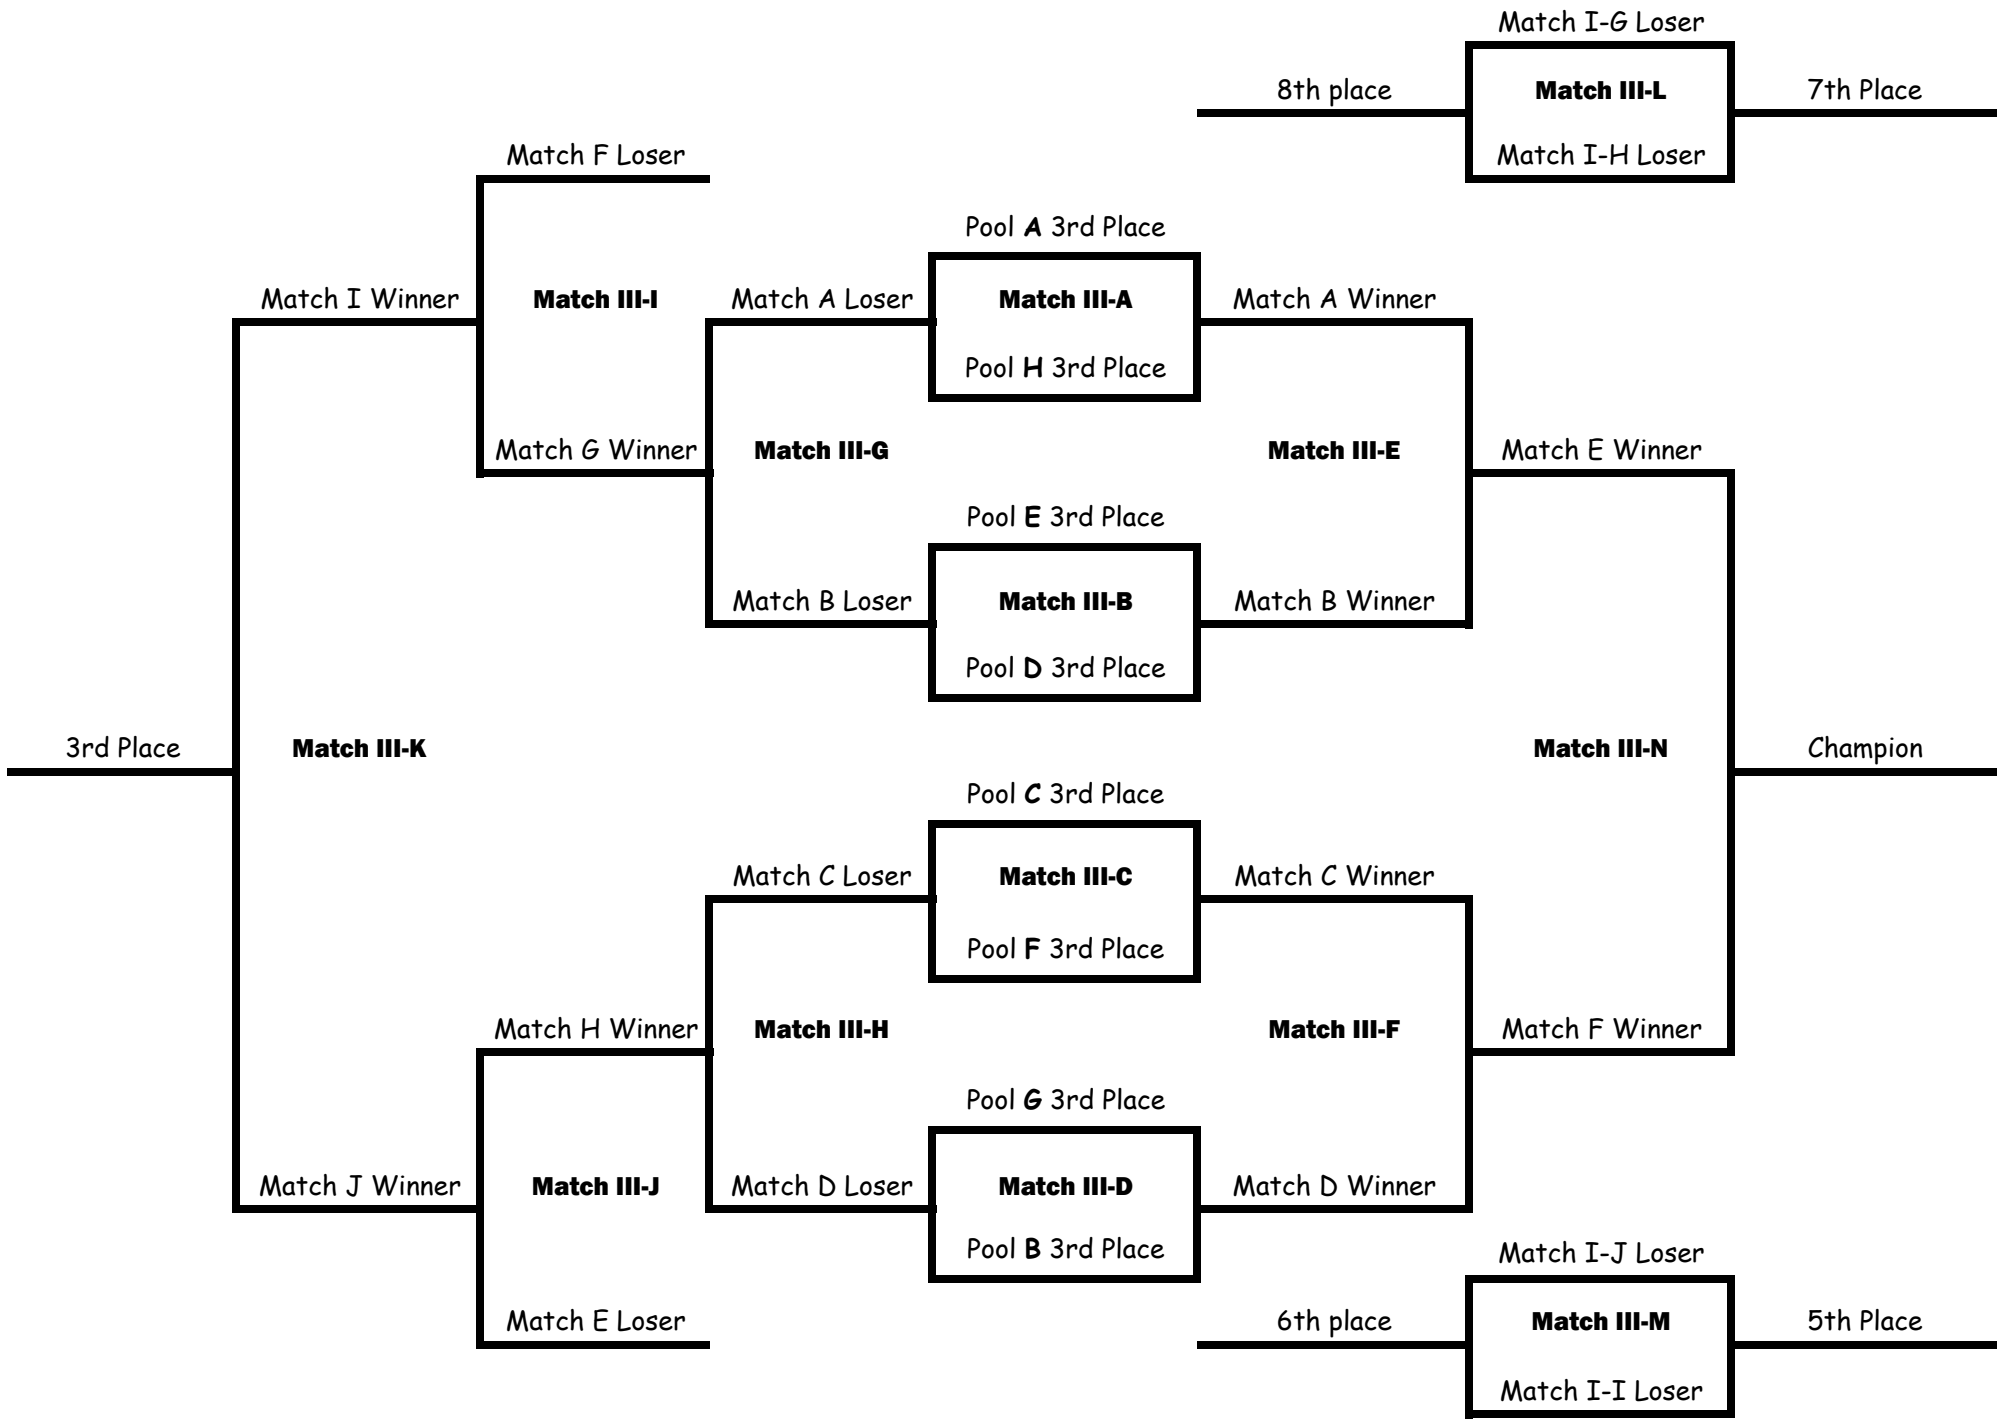 Match I-G Loser
8th place
Match III-L
7th Place
Match I-H Loser
Match F Loser
Pool A 3rd Place
Match I Winner
Match III-I
Match A Loser
Match III-A
Match A Winner
Pool H 3rd Place
Match G Winner
Match III-G
Match III-E
Match E Winner
Pool E 3rd Place
Match B Loser
Match III-B
Match B Winner
Pool D 3rd Place
3rd Place
Match III-K
Match III-N
Champion
Pool C 3rd Place
Match C Loser
Match III-C
Match C Winner
Pool F 3rd Place
Match H Winner
Match III-H
Match III-F
Match F Winner
Pool G 3rd Place
Match J Winner
Match III-J
Match D Loser
Match III-D
Match D Winner
Pool B 3rd Place
Match I-J Loser
Match E Loser
6th place
Match III-M
5th Place
Match I-I Loser